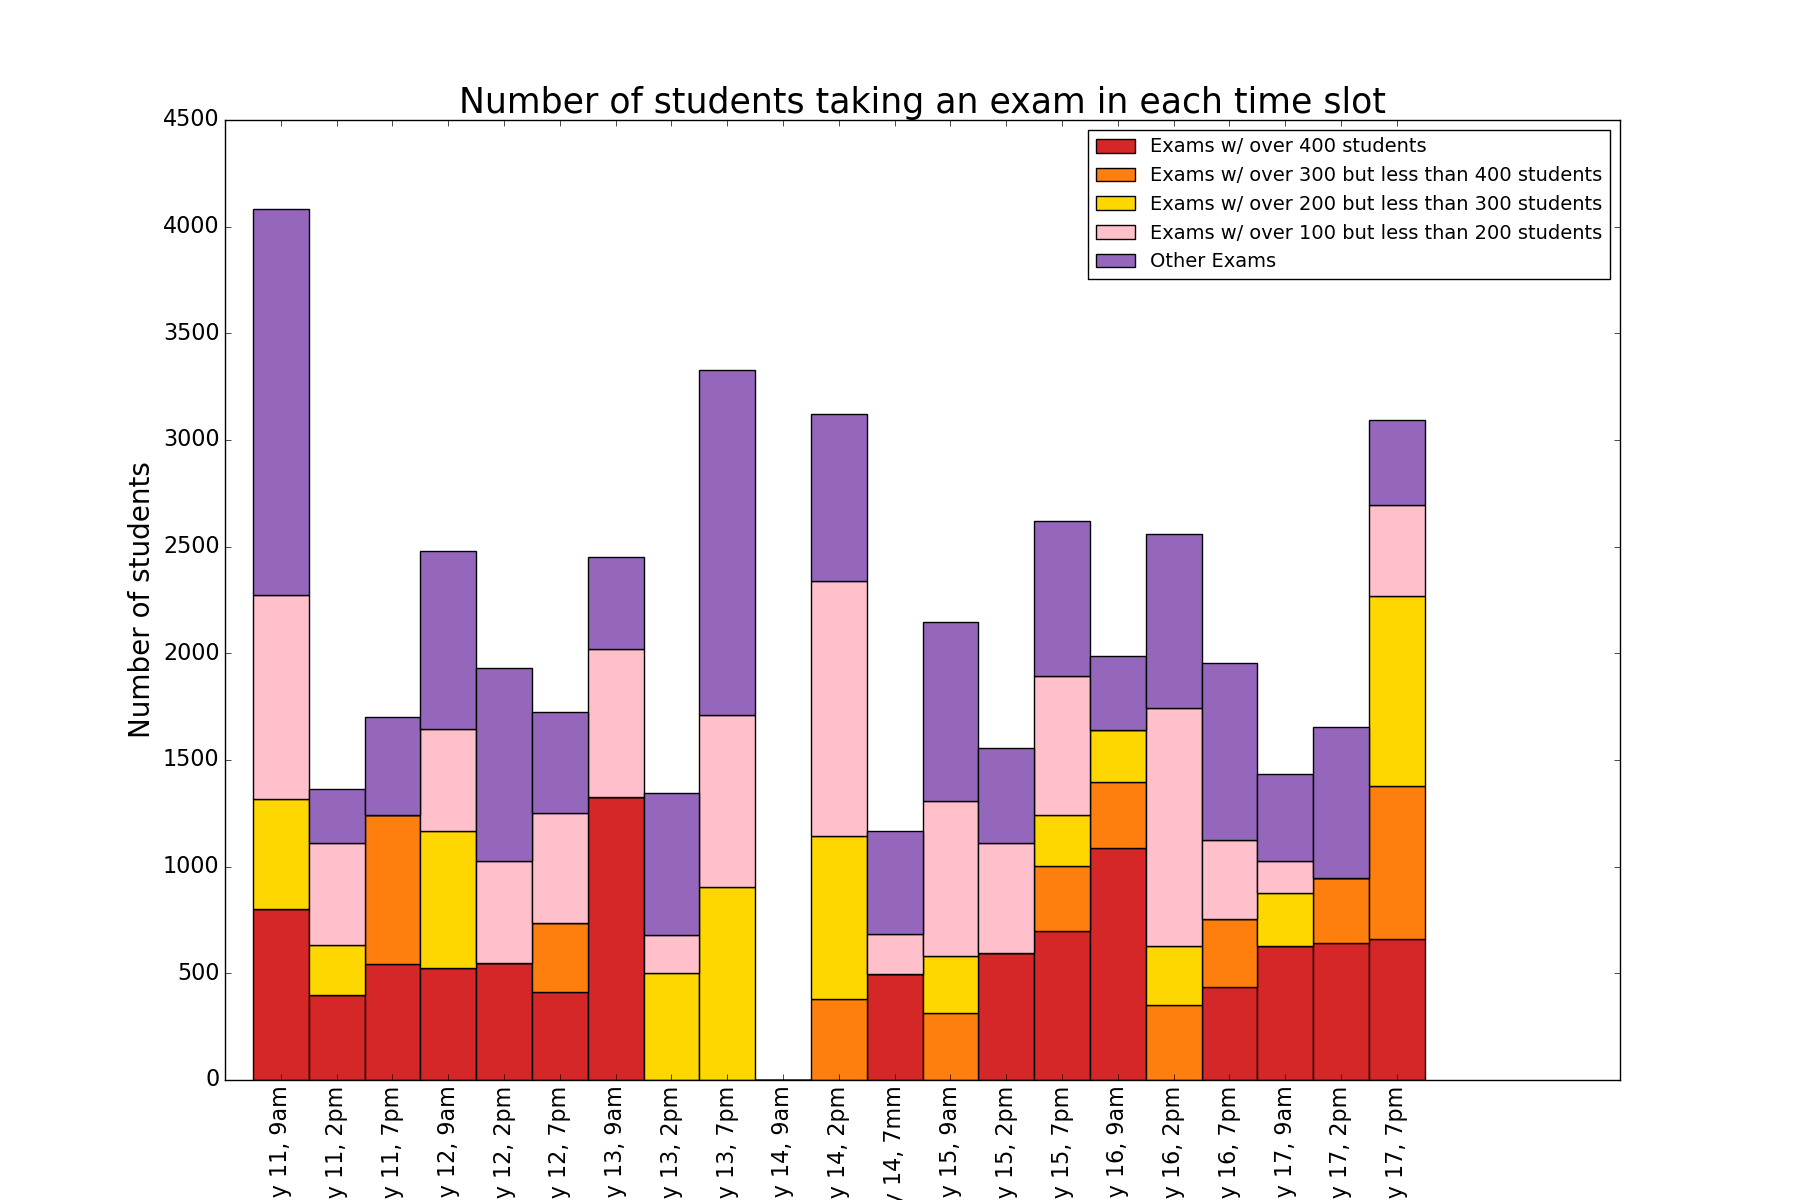 Number of students taking an exam in each time slot
Exams w/ over 400 students
Exams w/ over 300 but less than 400 students
Exams w/ over 200 but less than 300 students
Exams w/ over 100 but less than 200 students
Other Exams
Number of students
4500
4000
3500
3000
2500
2000
1500
1000
500
0
y 11, 9am
y 11, 2pm
y 11, 7pm
y 12, 9am
y 12, 2pm
y 12, 7pm
y 13, 9am
y 13, 2pm
y 13, 7pm
y 14, 9am
y 14, 2pm
y 14, 7mm
y 15, 9am
y 15, 2pm
y 15, 7pm
y 16, 9am
y 16, 2pm
y 16, 7pm
y 17, 9am
y 17, 2pm
y 17, 7pm